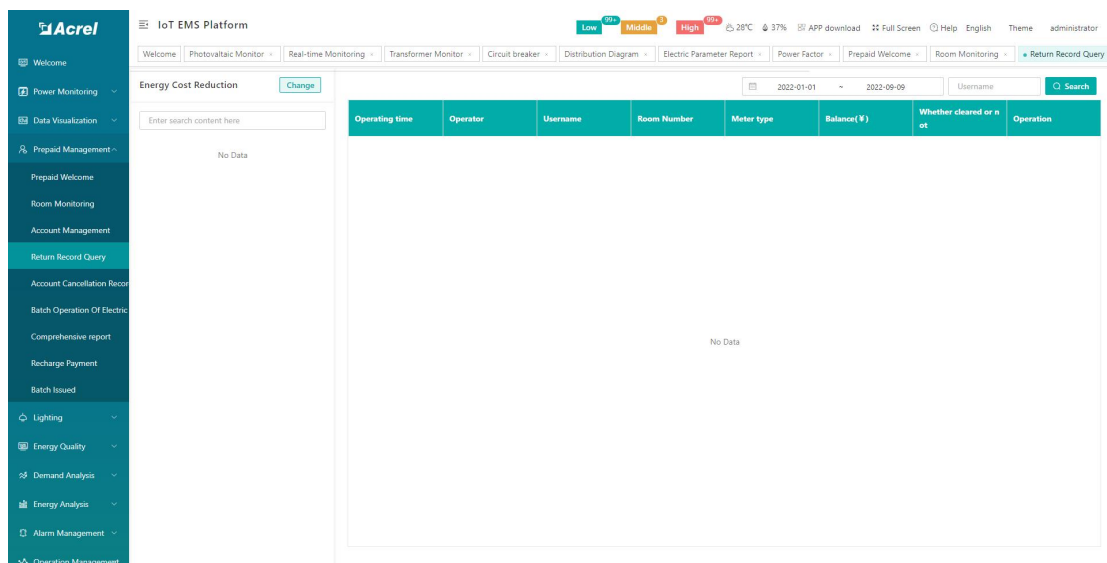 Acrel
IoT EMS Platform
Low 99+ Middle 3 High 99+ 28°C 37% APP download Full Screen Help English Theme administrator
Welcome Photovoltaic Monitor × Real-time Monitoring × Transformer Monitor × Circuit breaker × Distribution Diagram × Electric Parameter Report × Power Factor × Prepaid Welcome × Room Monitoring × Return Record Query
Welcome
Power Monitoring
Data Visualization
Prepaid Management
Prepaid Welcome
Room Monitoring
Account Management
Return Record Query
Account Cancellation Recor
Batch Operation Of Electric
Comprehensive report
Recharge Payment
Batch Issued
Lighting
Energy Quality
Demand Analysis
Energy Analysis
Alarm Management
Operation Management
Energy Cost Reduction Change
Enter search content here
No Data
2022-01-01 ~ 2022-09-09 Username Search
Operating time Operator Username Room Number Meter type Balance(¥) Whether cleared or n
ot Operation
No Data